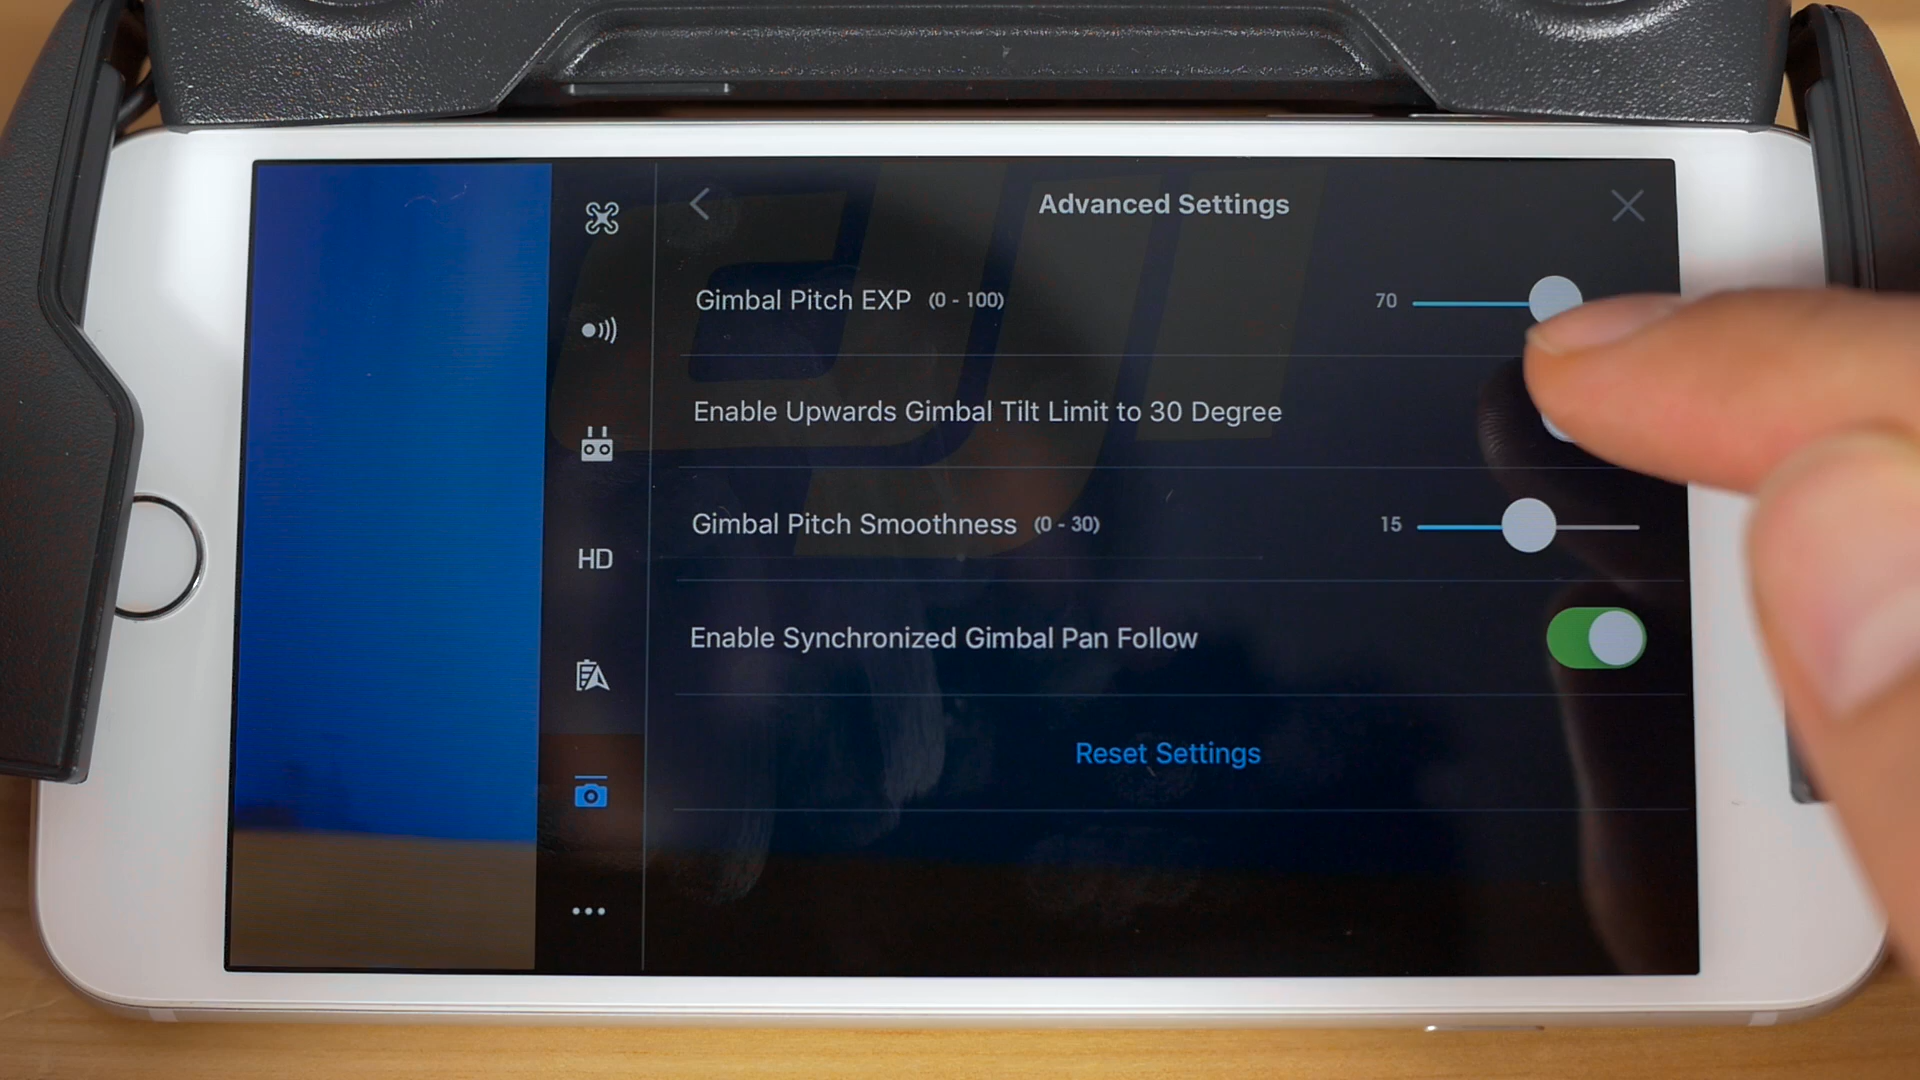 Advanced Settings
Gimbal Pitch EXP (0 - 100) 70
Enable Upwards Gimbal Tilt Limit to 30 Degree
Gimbal Pitch Smoothness (0 - 30) 15
HD
Enable Synchronized Gimbal Pan Follow
Reset Settings